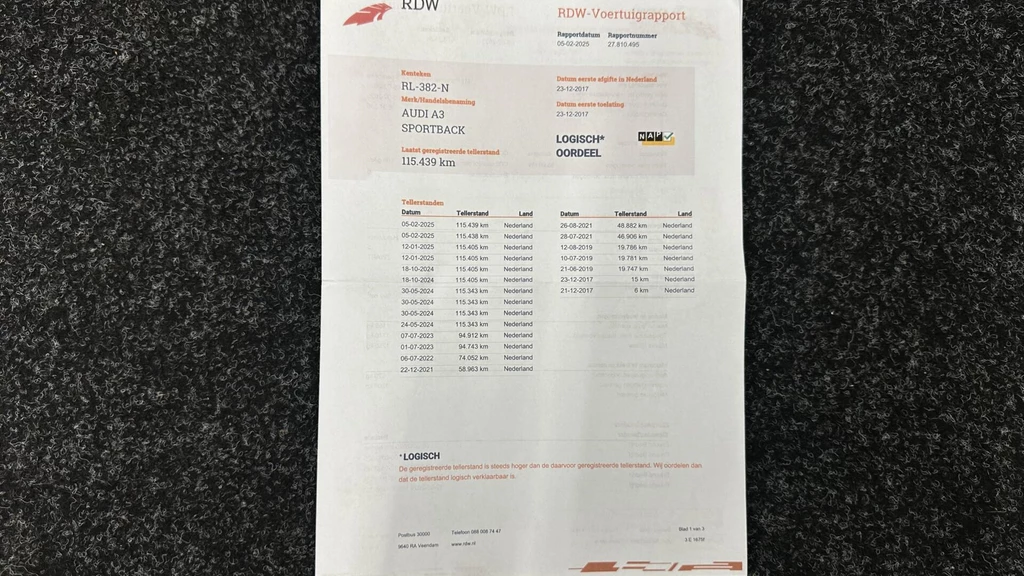 RDW
RDW-Voertuigrapport
Rapportdatum Rapportnummer
05-02-2025 27.810.495
Kenteken
RL-382-N
Merk/Handelsbenaming
AUDI A3
SPORTBACK
Laatst geregistreerde tellerstand
115.439 km
Datum eerste afgifte in Nederland
23-12-2017
Datum eerste toelating
23-12-2017
LOGISCH*
OORDEEL
NAP
Tellerstanden
Datum Tellerstand Land
05-02-2025 115.439 km Nederland
05-02-2025 115.438 km Nederland
12-01-2025 115.405 km Nederland
12-01-2025 115.405 km Nederland
18-10-2024 115.405 km Nederland
18-10-2024 115.405 km Nederland
30-05-2024 115.343 km Nederland
30-05-2024 115.343 km Nederland
30-05-2024 115.343 km Nederland
24-05-2024 115.343 km Nederland
07-07-2023 94.912 km Nederland
01-07-2023 94.743 km Nederland
06-07-2022 74.052 km Nederland
22-12-2021 58.963 km Nederland
Datum Tellerstand Land
26-08-2021 48.882 km Nederland
28-07-2021 46.906 km Nederland
12-08-2019 19.786 km Nederland
10-07-2019 19.781 km Nederland
21-06-2019 19.747 km Nederland
23-12-2017 15 km Nederland
21-12-2017 6 km Nederland
*LOGISCH
De geregistreerde tellerstand is steeds hoger dan de daarvoor geregistreerde tellerstand. Wij oordelen dan
dat de tellerstand logisch verklaarbaar is.
Postbus 30000 Telefoon 088 008 74 47
9640 RA Veendam www.rdw.nl
Blad 1 van 3